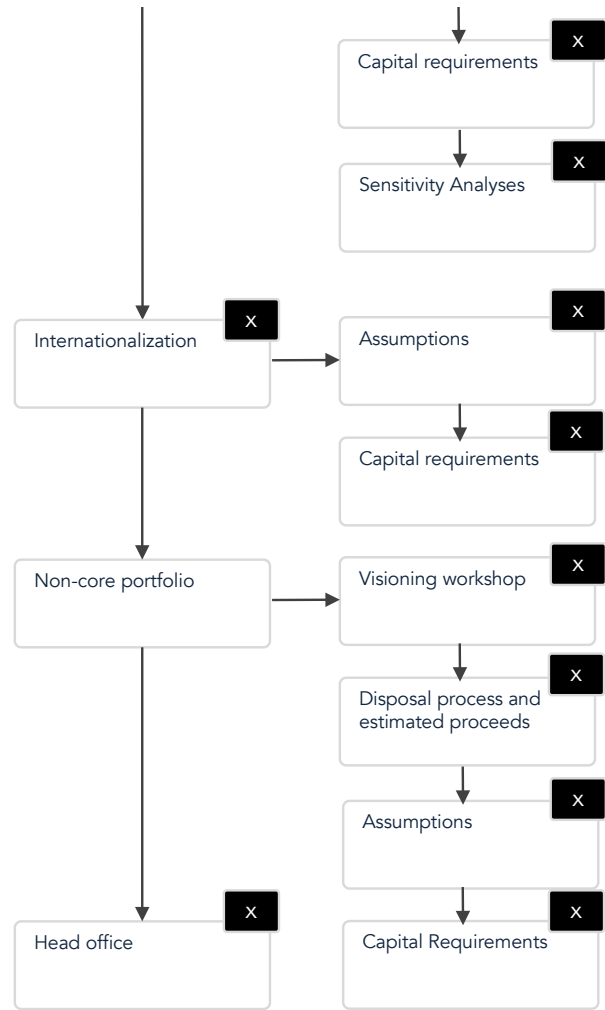 X
Capital requirements
X
Sensitivity Analyses
X
Internationalization
X
Assumptions
X
Capital requirements
Non-core portfolio
X
Visioning workshop
X
Disposal process and
estimated proceeds
X
Assumptions
X
Head office
X
Capital Requirements